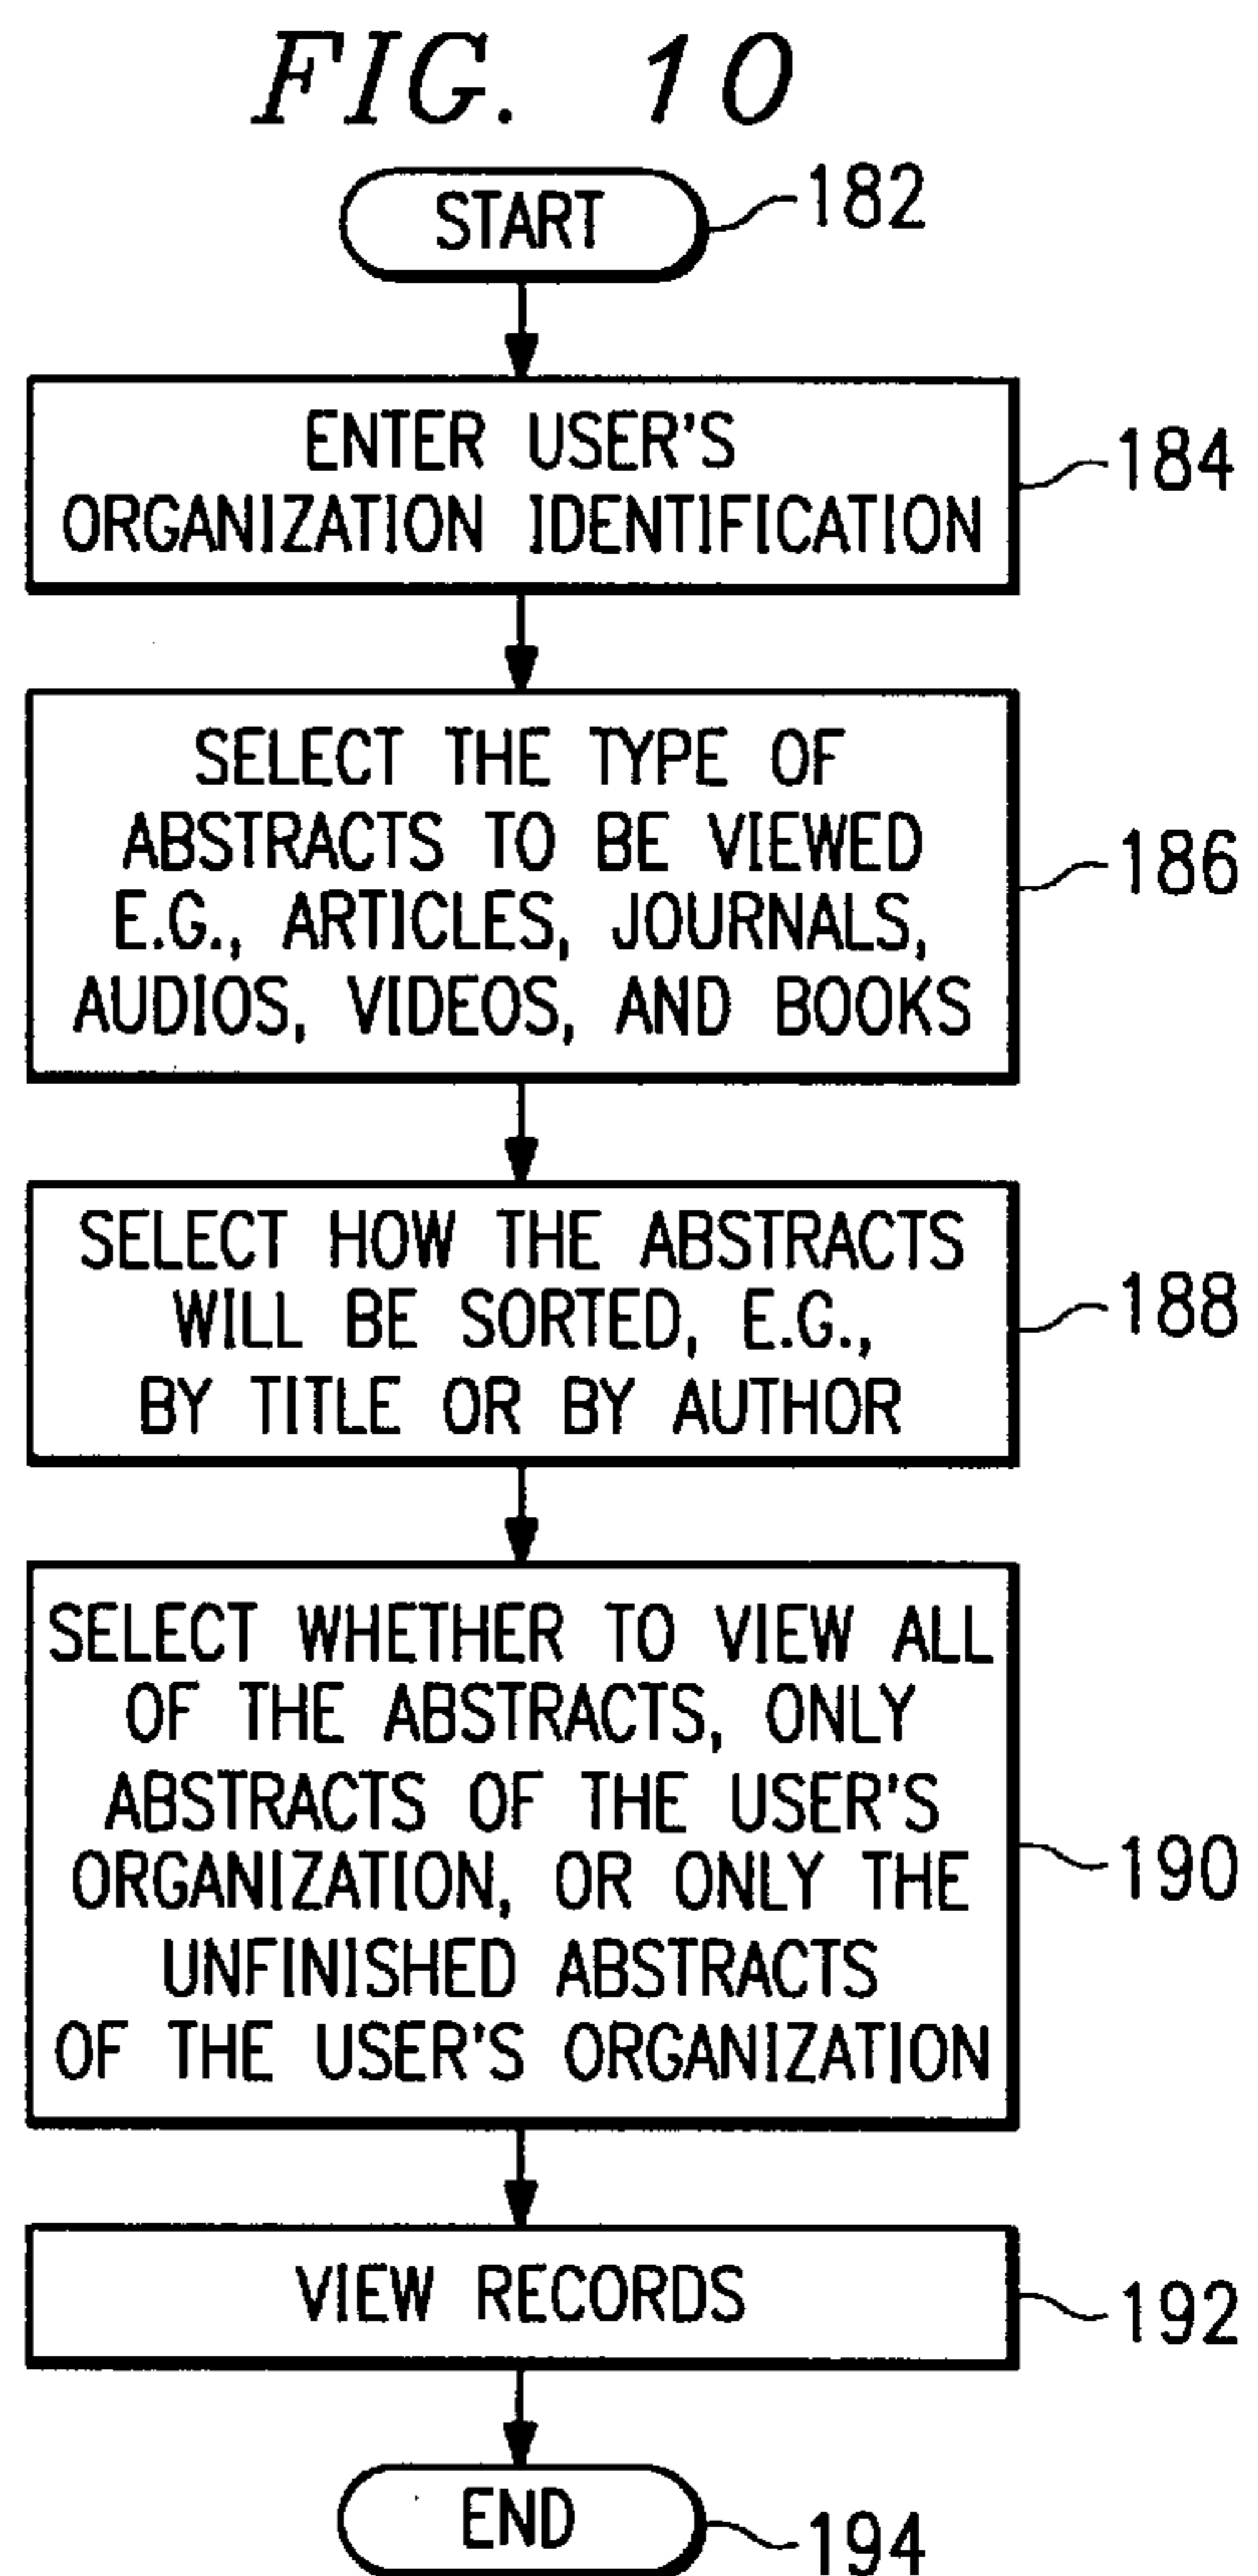 FIG. 10
START
182
ENTER USER'S
ORGANIZATION IDENTIFICATION
184
SELECT THE TYPE OF
ABSTRACTS TO BE VIEWED
E.G., ARTICLES, JOURNALS,
AUDIOS, VIDEOS, AND BOOKS
186
SELECT HOW THE ABSTRACTS
WILL BE SORTED, E.G.,
BY TITLE OR BY AUTHOR
188
SELECT WHETHER TO VIEW ALL
OF THE ABSTRACTS, ONLY
ABSTRACTS OF THE USER'S
ORGANIZATION, OR ONLY THE
UNFINISHED ABSTRACTS
OF THE USER'S ORGANIZATION
190
VIEW RECORDS
192
END
194